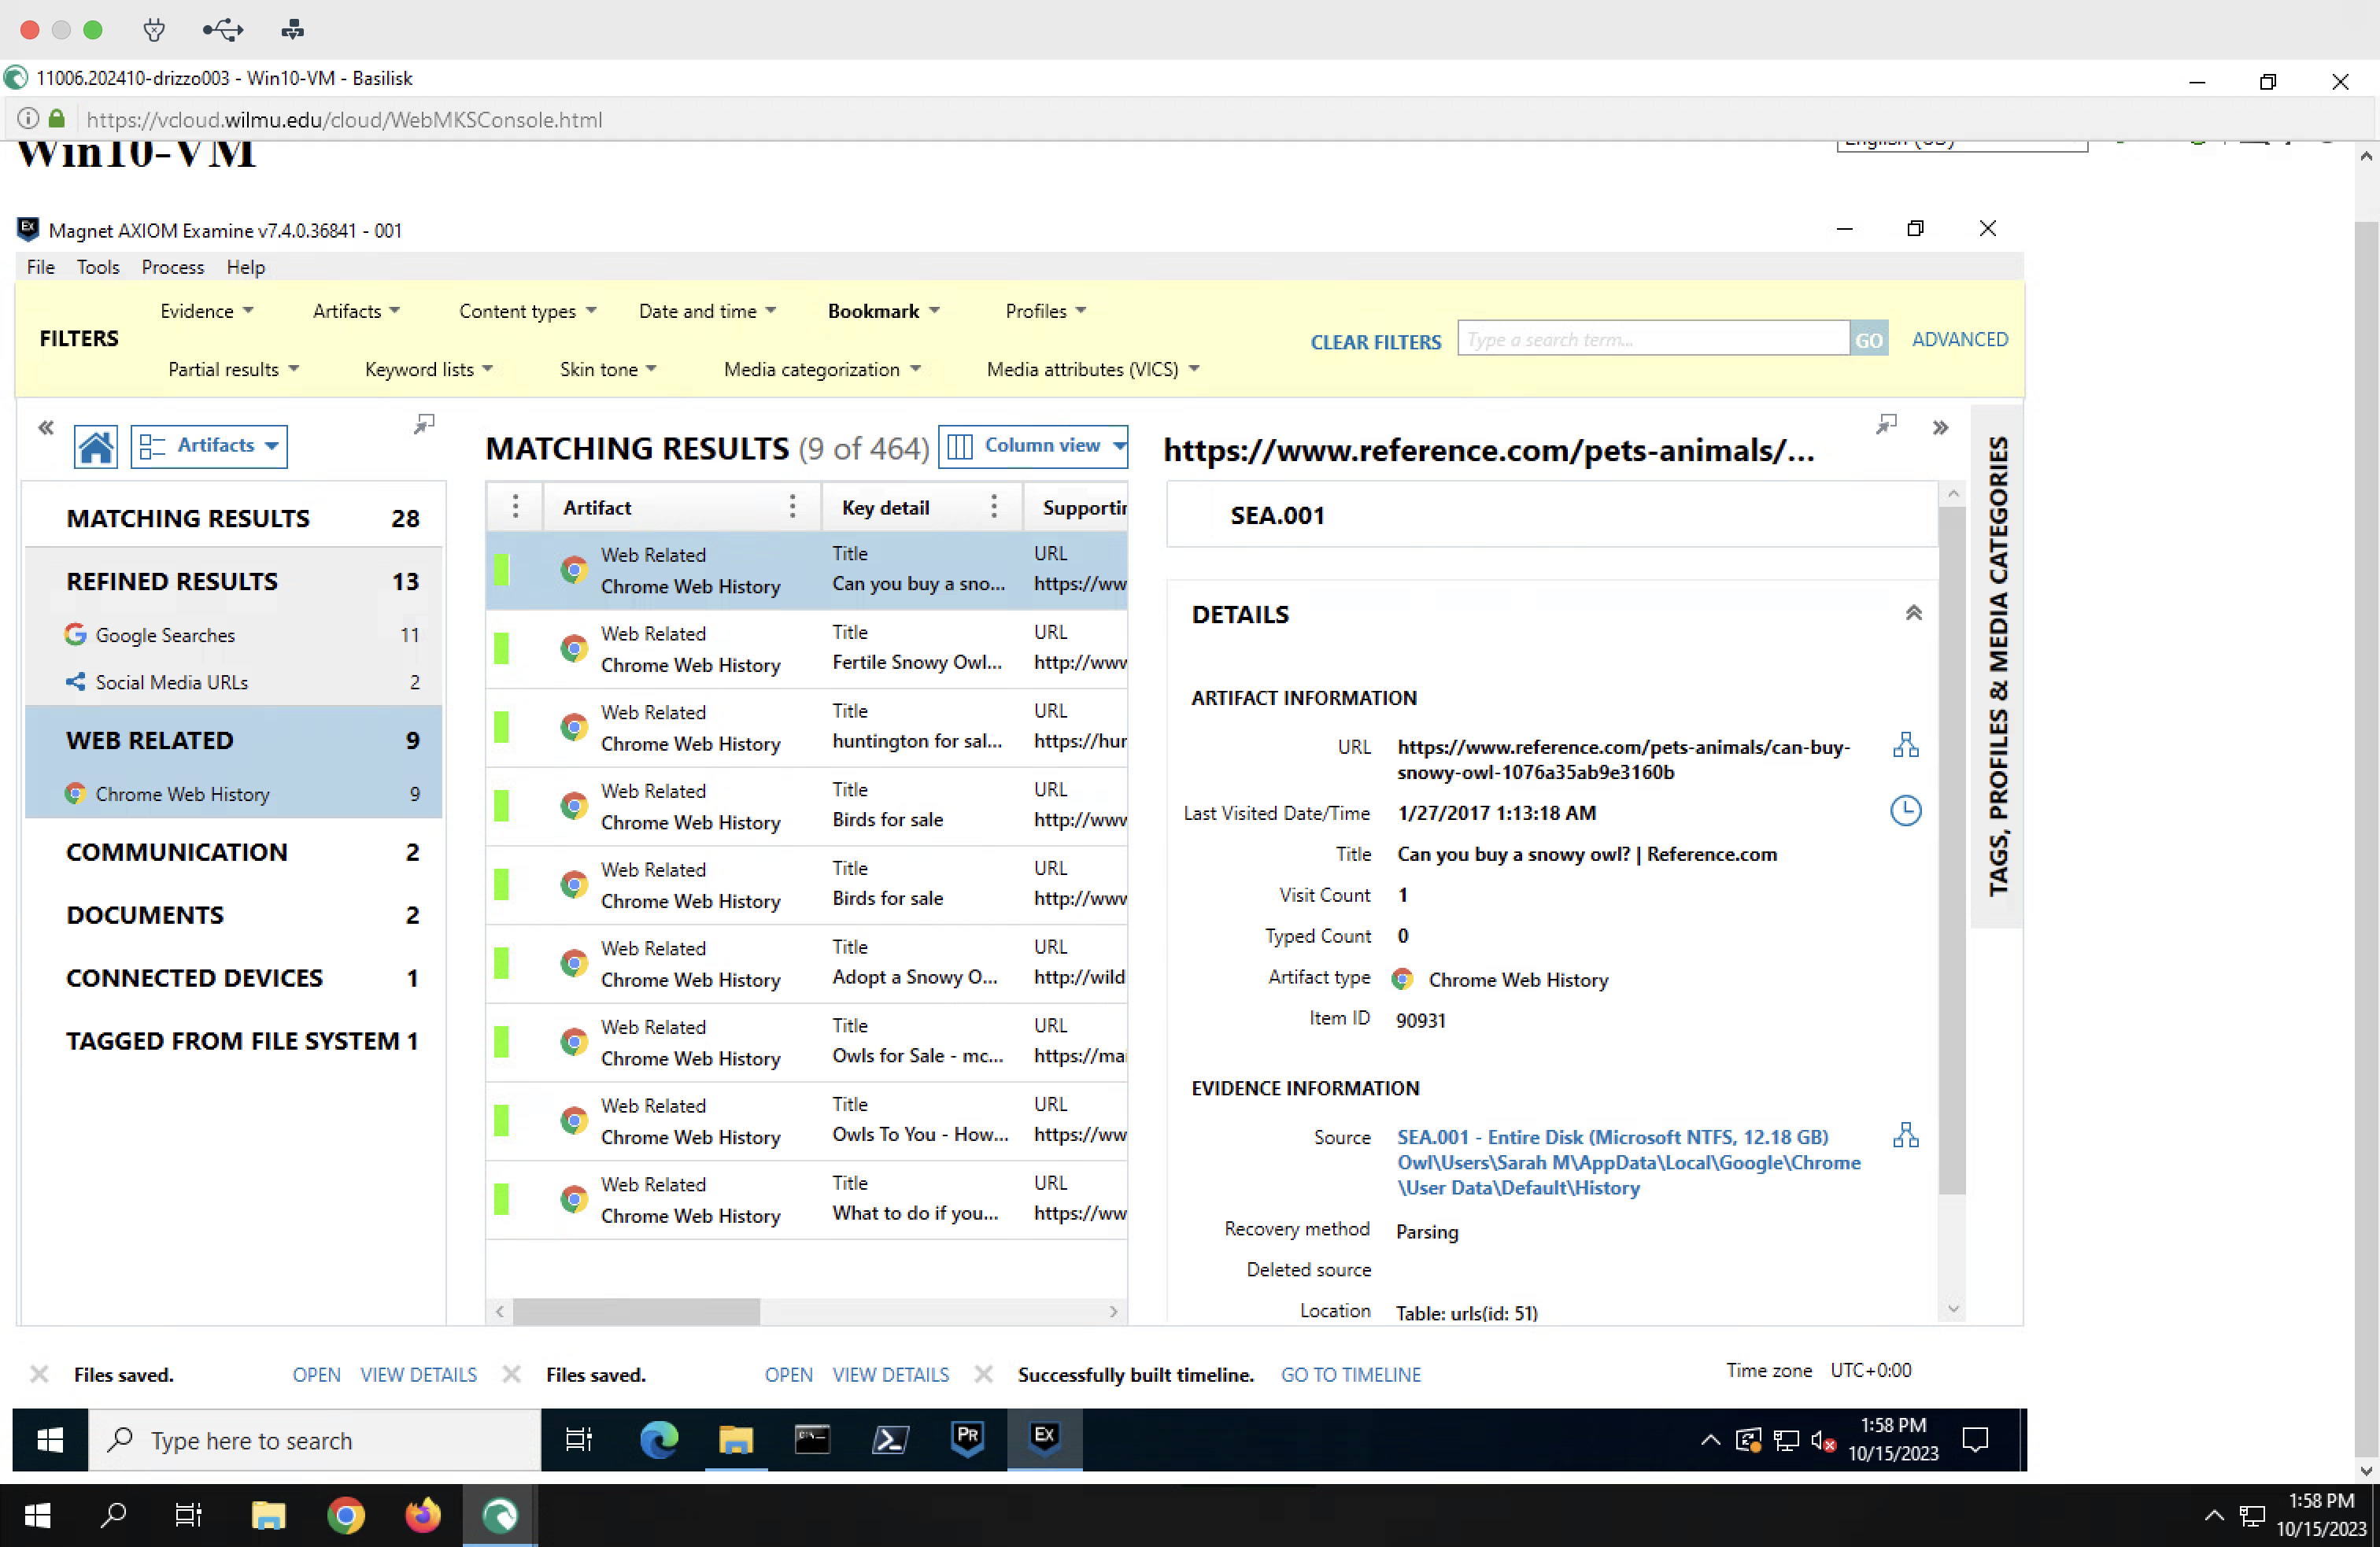 11006.202410-drizzo003 - Win10-VM - Basilisk
https://vcloud.wilmu.edu/cloud/WebMKSConsole.html
Win10-VM
English (US)
Magnet AXIOM Examine v7.4.0.36841 - 001
File Tools Process Help
FILTERS
Evidence Artifacts Content types Date and time Bookmark Profiles
Partial results Keyword lists Skin tone Media categorization Media attributes (VICS)
CLEAR FILTERS Type a search term... GO ADVANCED
Artifacts
MATCHING RESULTS 28
REFINED RESULTS 13
Google Searches 11
Social Media URLs 2
WEB RELATED 9
Chrome Web History 9
COMMUNICATION 2
DOCUMENTS 2
CONNECTED DEVICES 1
TAGGED FROM FILE SYSTEM 1
MATCHING RESULTS (9 of 464) Column view
Artifact Key detail Supportin
Web Related Title URL
Chrome Web History Can you buy a sno... https://ww
Web Related Title URL
Chrome Web History Fertile Snowy Owl... http://www
Web Related Title URL
Chrome Web History huntington for sal... https://hur
Web Related Title URL
Chrome Web History Birds for sale http://www
Web Related Title URL
Chrome Web History Birds for sale http://www
Web Related Title URL
Chrome Web History Adopt a Snowy O... http://wild
Web Related Title URL
Chrome Web History Owls for Sale - mc... https://mai
Web Related Title URL
Chrome Web History Owls To You - How... https://ww
Web Related Title URL
Chrome Web History What to do if you... https://ww
https://www.reference.com/pets-animals/...
SEA.001
DETAILS
ARTIFACT INFORMATION
URL https://www.reference.com/pets-animals/can-buy-
snowy-owl-1076a35ab9e3160b
Last Visited Date/Time 1/27/2017 1:13:18 AM
Title Can you buy a snowy owl? | Reference.com
Visit Count 1
Typed Count 0
Artifact type Chrome Web History
Item ID 90931
EVIDENCE INFORMATION
Source SEA.001 - Entire Disk (Microsoft NTFS, 12.18 GB)
Owl\Users\Sarah M\AppData\Local\Google\Chrome
\User Data\Default\History
Recovery method Parsing
Deleted source
Location Table: urls(id: 51)
TAGS, PROFILES & MEDIA CATEGORIES
Files saved. OPEN VIEW DETAILS Files saved. OPEN VIEW DETAILS Successfully built timeline. GO TO TIMELINE
Time zone UTC+0:00
Type here to search
PR
EX
1:58 PM
10/15/2023
1:58 PM
10/15/2023